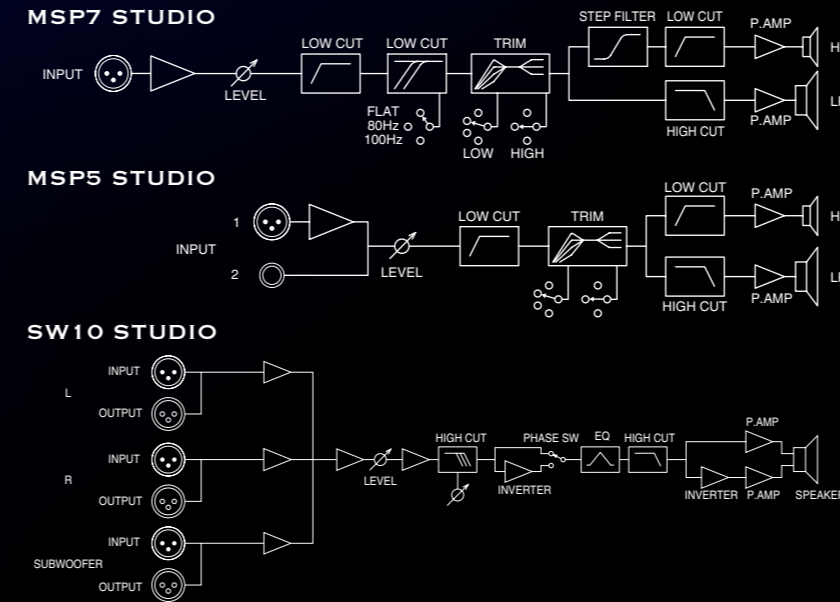 MSP7 STUDIO
INPUT
LEVEL
LOW CUT
LOW CUT
FLAT
80Hz
100Hz
TRIM
LOW
HIGH
STEP FILTER
LOW CUT
P.AMP
H
HIGH CUT
P.AMP
MSP5 STUDIO
INPUT
1
2
LEVEL
LOW CUT
TRIM
LOW CUT
P.AMP
H
HIGH CUT
P.AMP
SW10 STUDIO
L
INPUT
OUTPUT
R
INPUT
OUTPUT
SUBWOOFER
INPUT
OUTPUT
LEVEL
HIGH CUT
INVERTER
PHASE SW
EQ
HIGH CUT
P.AMP
INVERTER
P.AMP
SPEAKER